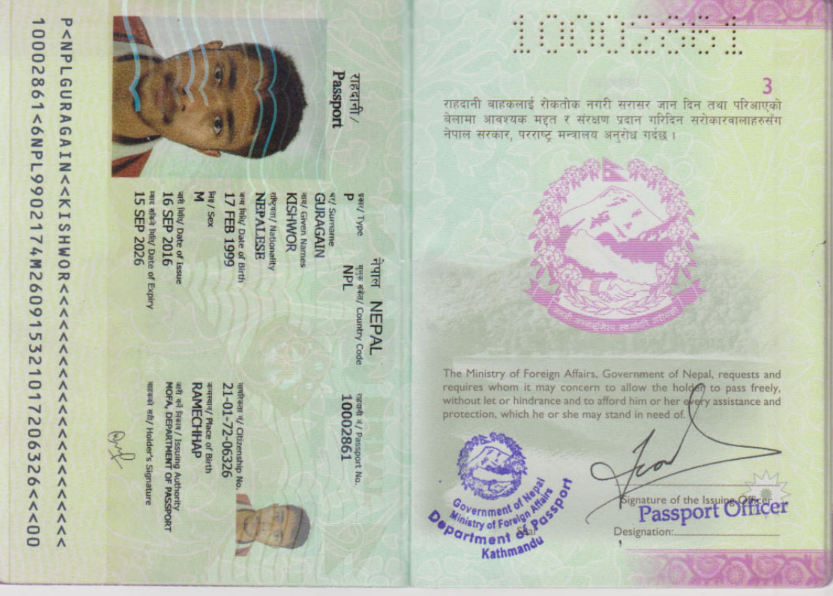 राहदानी/
Passport
नेपाल NEPAL
प्रकार/ Type
P
मुलुक संकेत/ Country Code
NPL
राहदानी नं/ Passport No.
10002861
थर/ Surname
GURAGAIN
नाम/ Given Names
KISHWOR
राष्ट्रियता/ Nationality
NEPALESE
जन्म मिति/ Date of Birth
17 FEB 1999
नागरिकता नं/ Citizenship No.
21-01-72-06326
लिङ्ग/ Sex
M
जन्मस्थान/ Place of Birth
RAMECHHAP
जारी मिति/ Date of Issue
16 SEP 2016
जारी गर्ने निकाय/ Issuing Authority
MOFA, DEPARTMENT OF PASSPORT
Date of Expiry
15 SEP 2026
Holder's Signature
P<NPLGURAGAIN<<KISHWOR<<<<<<<<<<<<<<<<<<<<<<
10002861<6NPL9902174M260915321017206326<<<00
10002861
3
राहदानी बाहकलाई रोकतोक नगरी सरासर जान दिन तथा परिआएको
बेलामा आवश्यक मद्दत र संरक्षण प्रदान गरिदिन सरोकारवालाहरुसँग
नेपाल सरकार, परराष्ट्र मन्त्रालय अनुरोध गर्दछ ।
The Ministry of Foreign Affairs, Government of Nepal, requests and
requires whom it may concern to allow the holder to pass freely,
without let or hindrance and to afford him or her every assistance and
protection, which he or she may stand in need of.
Government of Nepal
Ministry of Foreign Affairs
Department of Passport
Kathmandu
Signature of the Issuing Officer
Passport Officer
Designation: